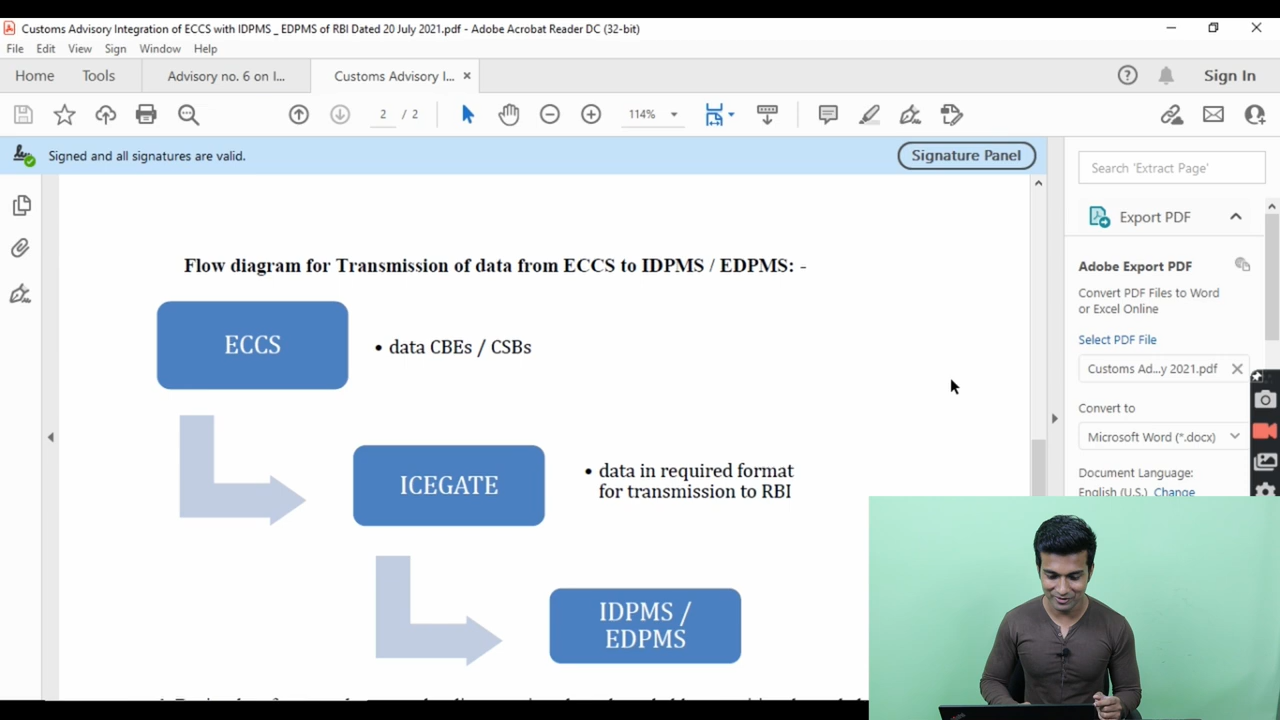 Customs Advisory Integration of ECCS with IDPMS _ EDPMS of RBI Dated 20 July 2021.pdf - Adobe Acrobat Reader DC (32-bit)
File Edit View Sign Window Help
Home Tools Advisory no. 6 on I... Customs Advisory I... × Sign In
2 / 2 114%
Signed and all signatures are valid. Signature Panel
Search 'Extract Page'
Export PDF
Adobe Export PDF
Convert PDF Files to Word
or Excel Online
Select PDF File
Customs Ad...y 2021.pdf
Convert to
Microsoft Word (*.docx)
Document Language:
English (U.S.) Change
Flow diagram for Transmission of data from ECCS to IDPMS / EDPMS: -
ECCS
• data CBEs / CSBs
ICEGATE
• data in required format
for transmission to RBI
IDPMS /
EDPMS